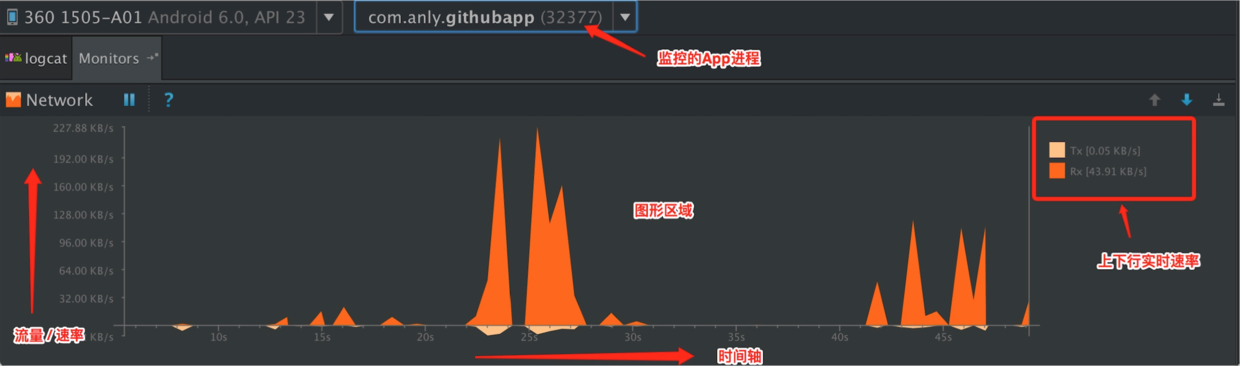 360 1505-A01 Android 6.0, API 23
com.anly.githubapp (32377)
监控的App进程
logcat
Monitors
Network
?
227.88 KB/s
192.00 KB/s
160.00 KB/s
128.00 KB/s
96.00 KB/s
64.00 KB/s
32.00 KB/s
KB/s
流量/速率
图形区域
Tx [0.05 KB/s]
Rx [43.91 KB/s]
上下行实时速率
10s
15s
20s
25s
30s
35s
40s
45s
时间轴